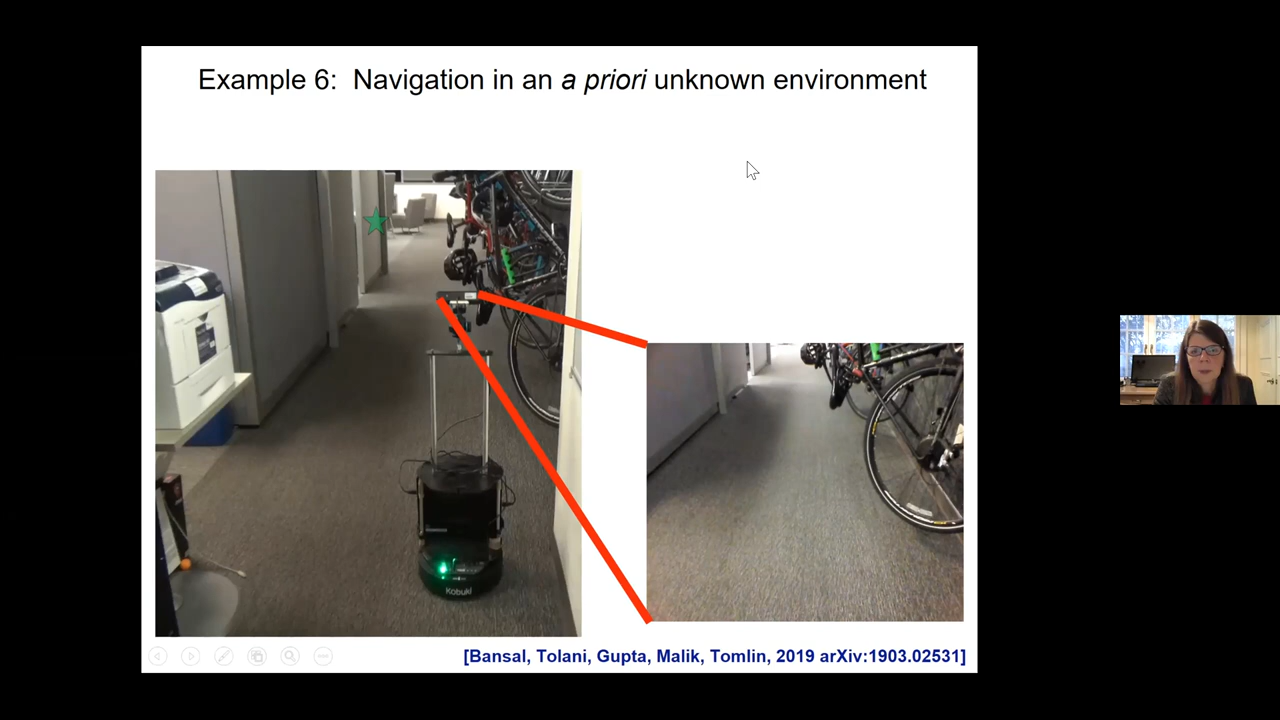 Example 6: Navigation in an a priori unknown environment
Kobuki
[Bansal, Tolani, Gupta, Malik, Tomlin, 2019 arXiv:1903.02531]